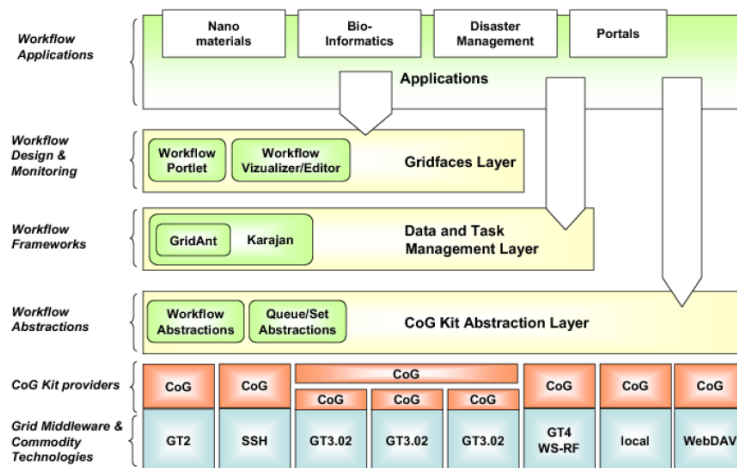 Workflow
Applications
Nano
materials
Bio-
Informatics
Disaster
Management
Portals
Applications
Workflow
Design &
Monitoring
Workflow
Portlet
Workflow
Vizualizer/Editor
Gridfaces Layer
Workflow
Frameworks
GridAnt
Karajan
Data and Task
Management Layer
Workflow
Abstractions
Workflow
Abstractions
Queue/Set
Abstractions
CoG Kit Abstraction Layer
CoG Kit providers
CoG
CoG
CoG
CoG
CoG
CoG
CoG
CoG
CoG
Grid Middleware &
Commodity
Technologies
GT2
SSH
GT3.02
GT3.02
GT3.02
GT4
WS-RF
local
WebDAV